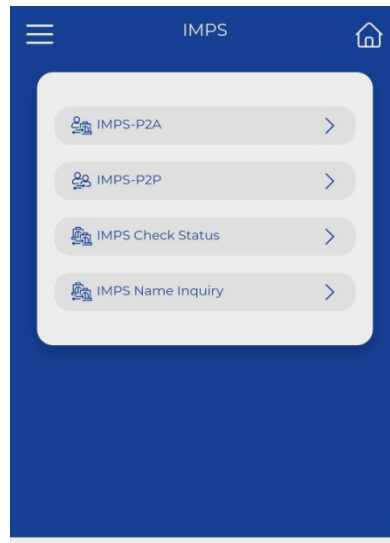 IMPS
IMPS-P2A
IMPS-P2P
IMPS Check Status
IMPS Name Inquiry